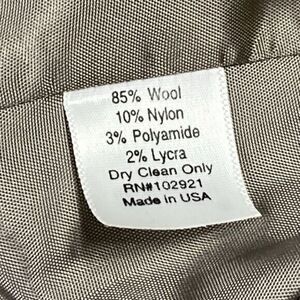 85% Wool
10% Nylon
3% Polyamide
2% Lycra
Dry Clean Only
RN#102921
Made in USA